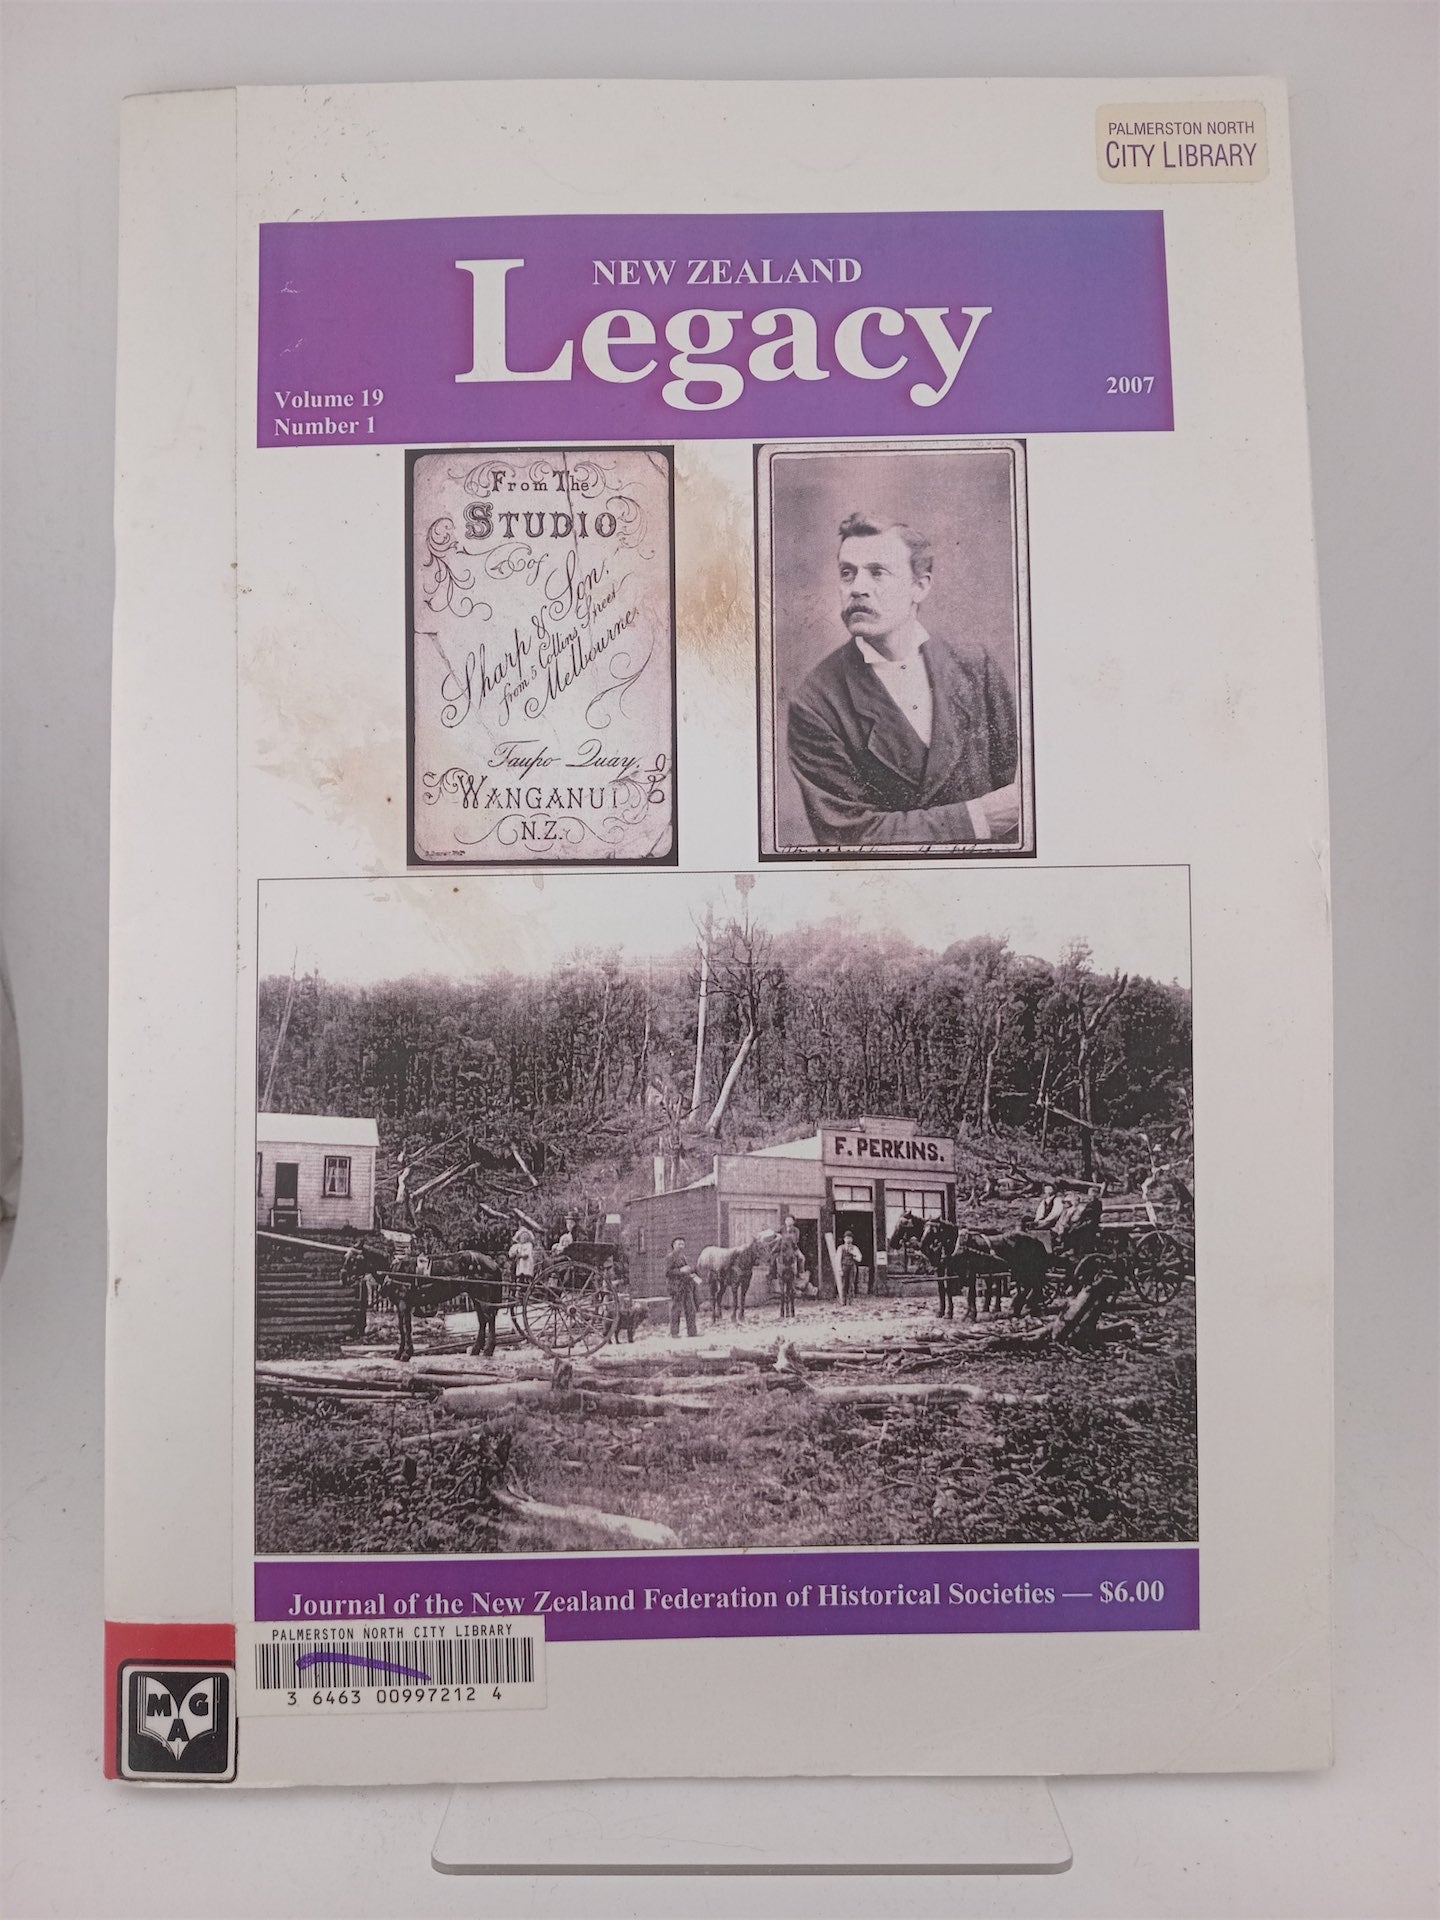 PALMERSTON NORTH
CITY LIBRARY
NEW ZEALAND
Legacy
Volume 19
Number 1
2007
From The
STUDIO
of
Sharp & Son.
from 5 Collins Street
Melbourne.
Taupo Quay.
WANGANUI
N.Z.
F. PERKINS.
Journal of the New Zealand Federation of Historical Societies — $6.00
PALMERSTON NORTH CITY LIBRARY
3 6463 00997212 4
MAG